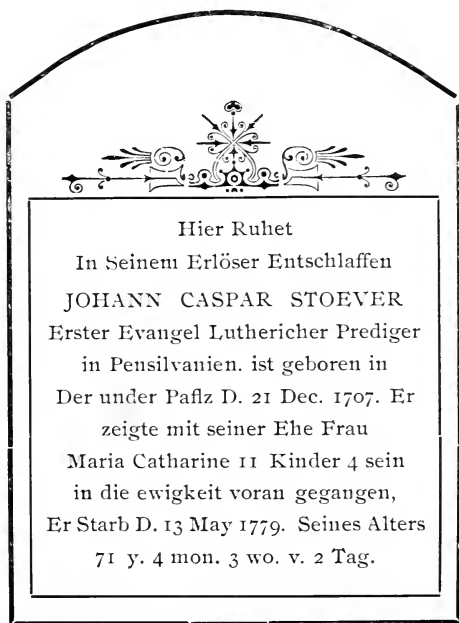 Hier Ruhet
In Seinem Erlöser Entschlaffen
JOHANN CASPAR STOEVER
Erster Evangel Luthericher Prediger
in Pensilvanien. ist geboren in
Der under Paflz D. 21 Dec. 1707. Er
zeigte mit seiner Ehe Frau
Maria Catharine 11 Kinder 4 sein
in die ewigkeit voran gegangen,
Er Starb D. 13 May 1779. Seines Alters
71 y. 4 mon. 3 wo. v. 2 Tag.